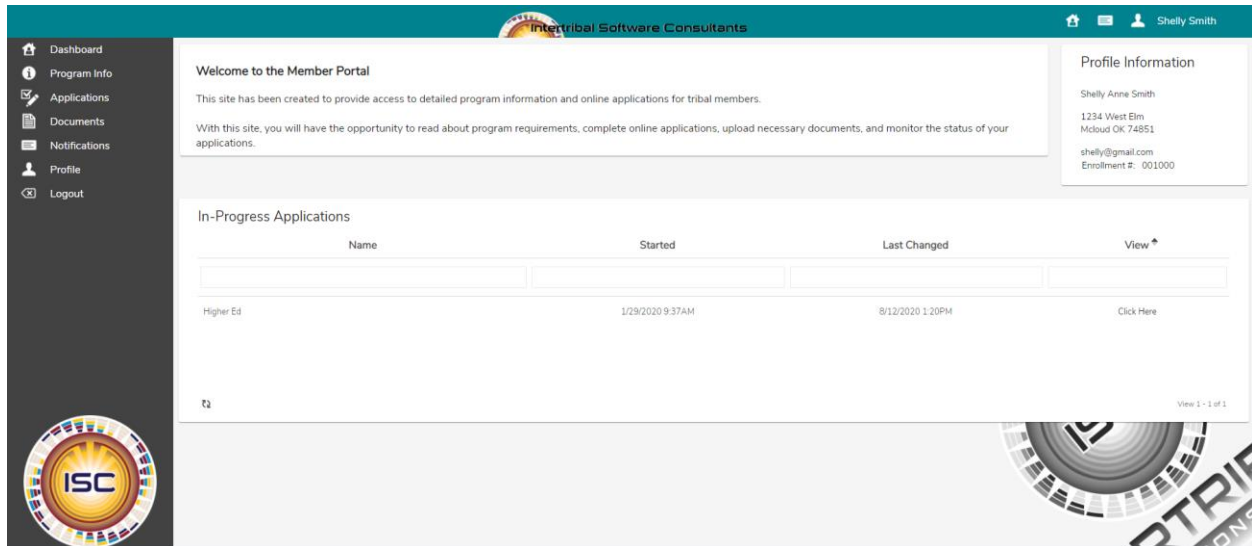 Intertribal Software Consultants
Shelly Smith
Dashboard
Program Info
Applications
Documents
Notifications
Profile
Logout
Welcome to the Member Portal
This site has been created to provide access to detailed program information and online applications for tribal members.
With this site, you will have the opportunity to read about program requirements, complete online applications, upload necessary documents, and monitor the status of your
applications.
Profile Information
Shelly Anne Smith
1234 West Elm
Mcloud OK 74851
shelly@gmail.com
Enrollment #: 001000
In-Progress Applications
Name Started Last Changed View
Higher Ed 1/29/2020 9:37AM 8/12/2020 1:20PM Click Here
View 1 - 1 of 1
ISC